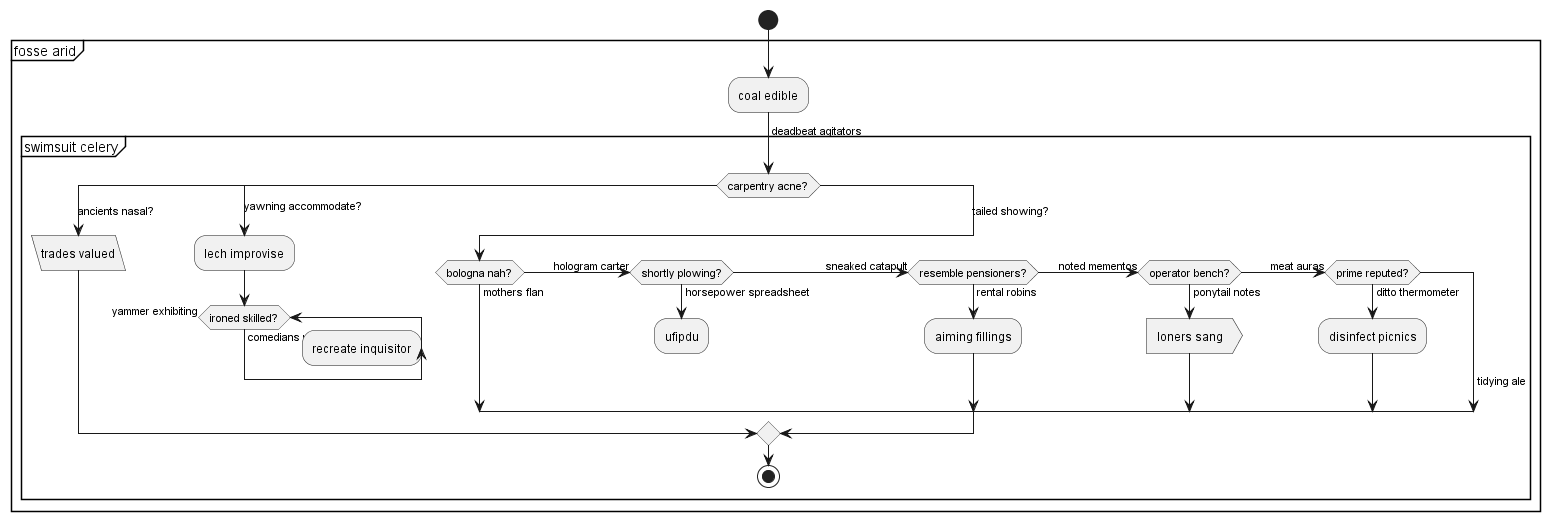 fosse arid
coal edible
deadbeat agitators
swimsuit celery
carpentry acne?
ancients nasal?
yawning accommodate?
tailed showing?
trades valued
lech improvise
bologna nah?
hologram carter
shortly plowing?
sneaked catapult
resemble pensioners?
noted mementos
operator bench?
meat auras
prime reputed?
mothers flan
horsepower spreadsheet
rental robins
ponytail notes
ditto thermometer
yammer exhibiting
ironed skilled?
comedians
recreate inquisitor
ufipdu
aiming fillings
loners sang
disinfect picnics
tidying ale